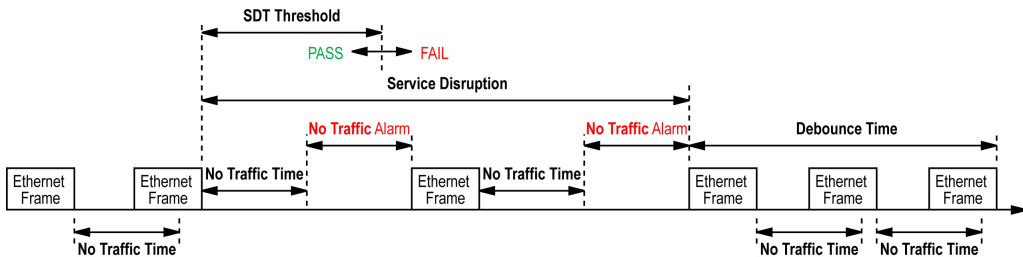 SDT Threshold
PASS
FAIL
Service Disruption
No Traffic Alarm
No Traffic Alarm
Debounce Time
Ethernet
Frame
Ethernet
Frame
No Traffic Time
Ethernet
Frame
No Traffic Time
Ethernet
Frame
Ethernet
Frame
Ethernet
Frame
No Traffic Time
No Traffic Time
No Traffic Time